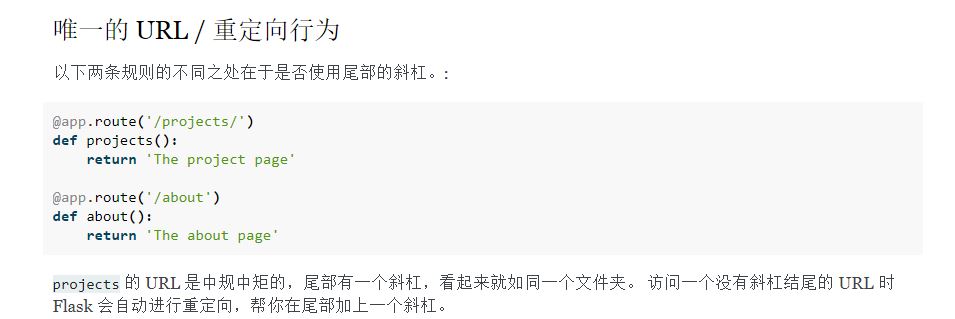 唯一的 URL / 重定向行为
以下两条规则的不同之处在于是否使用尾部的斜杠。:
@app.route('/projects/')
def projects():
    return 'The project page'

@app.route('/about')
def about():
    return 'The about page'
projects 的 URL 是中规中矩的，尾部有一个斜杠，看起来就如同一个文件夹。 访问一个没有斜杠结尾的 URL 时
Flask 会自动进行重定向，帮你在尾部加上一个斜杠。